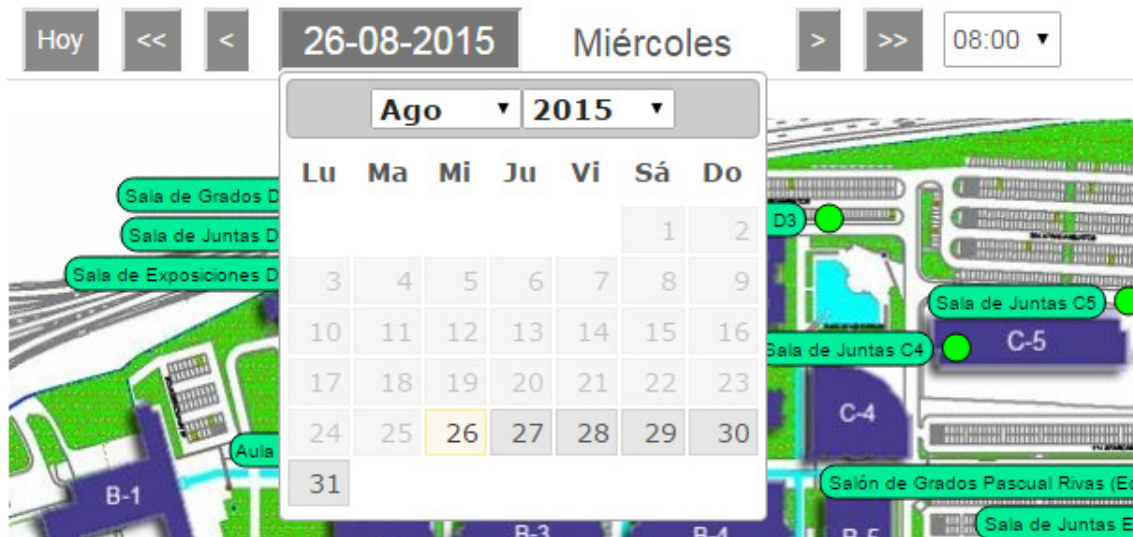 Hoy << < 26-08-2015 Miércoles > >> 08:00
Ago 2015
Lu Ma Mi Ju Vi Sá Do
1 2
3 4 5 6 7 8 9
10 11 12 13 14 15 16
17 18 19 20 21 22 23
24 25 26 27 28 29 30
31
Sala de Grados D
Sala de Juntas D
Sala de Exposiciones D
Aula
B-1
D3
Sala de Juntas C5
Sala de Juntas C4
C-5
C-4
Salón de Grados Pascual Rivas (Ed
Sala de Juntas E
B-3
B-4
B-5